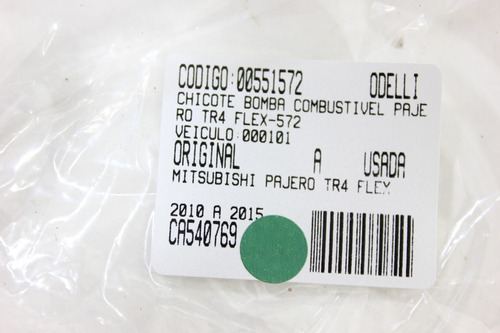 CODIGO:00551572 ODELLI
CHICOTE BOMBA COMBUSTIVEL PAJE
RO TR4 FLEX-572
VEICULO:000101
ORIGINAL A USADA
MITSUBISHI PAJERO TR4 FLEX
2010 A 2015
CA540769